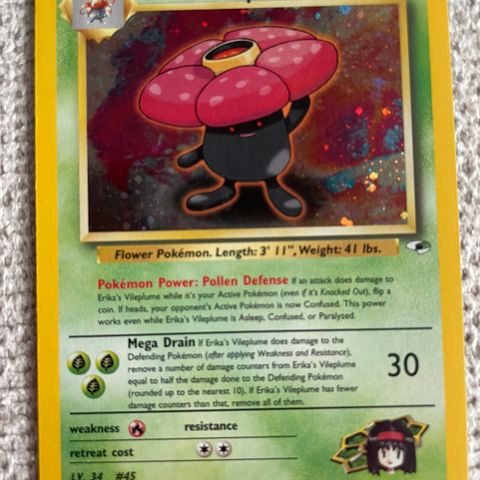 Flower Pokémon. Length: 3' 11", Weight: 41 lbs.
Pokémon Power: Pollen Defense If an attack does damage to
Erika's Vileplume while it's your Active Pokémon (even if it's Knocked Out), flip a
coin. If heads, your opponent's Active Pokémon is now Confused. This power
works even while Erika's Vileplume is Asleep, Confused, or Paralyzed.
Mega Drain If Erika's Vileplume does damage to the
Defending Pokémon (after applying Weakness and Resistance),
remove a number of damage counters from Erika's Vileplume
equal to half the damage done to the Defending Pokémon
(rounded up to the nearest 10). If Erika's Vileplume has fewer
damage counters than that, remove all of them.
30
weakness resistance
retreat cost
LV. 34 #45